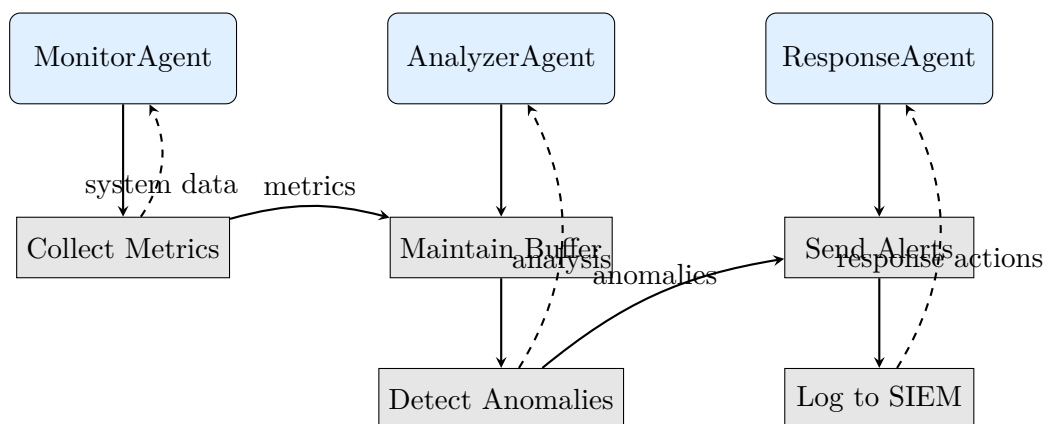 MonitorAgent
AnalyzerAgent
ResponseAgent
system data
metrics
Collect Metrics
Maintain Buffer
Send Alerts
analysis
response actions
anomalies
Detect Anomalies
Log to SIEM